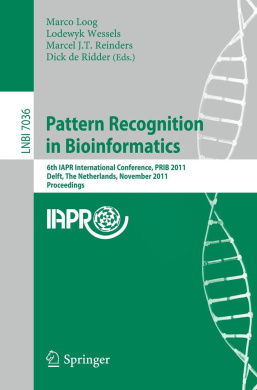 Marco Loog
Lodewyk Wessels
Marcel J.T. Reinders
Dick de Ridder (Eds.)
LNBI 7036
Pattern Recognition
in Bioinformatics
6th IAPR International Conference, PRIB 2011
Delft, The Netherlands, November 2011
Proceedings
IAPR
Springer